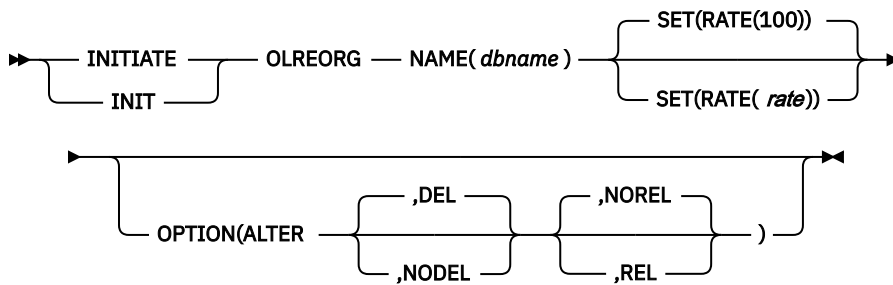 SET(RATE(100))
INITIATE OLREORG NAME( dbname )
INIT SET(RATE( rate))
,DEL ,NOREL
OPTION(ALTER )
,NODEL ,REL